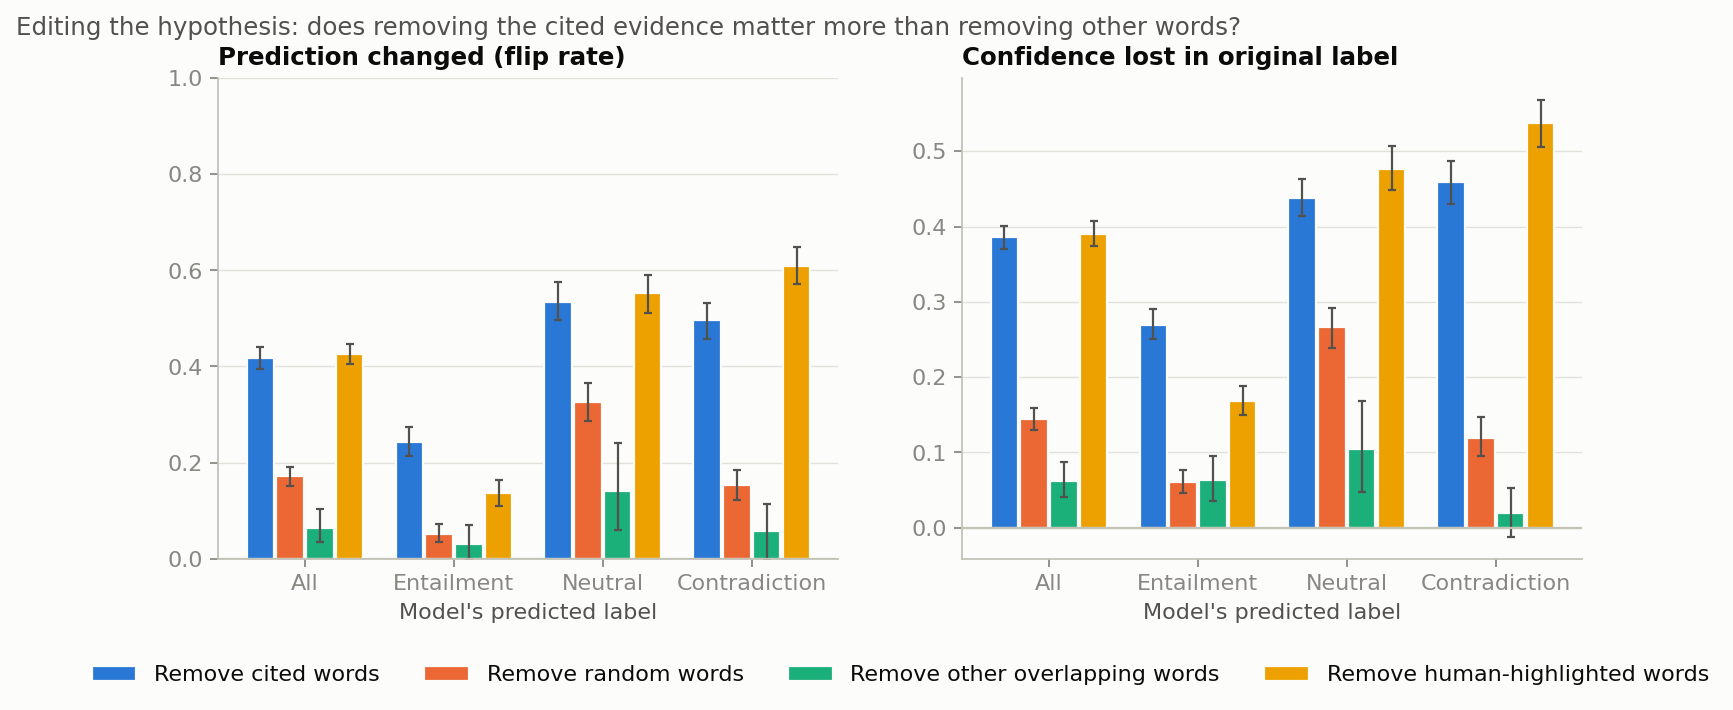 Editing the hypothesis: does removing the cited evidence matter more than removing other words?
Prediction changed (flip rate)
1.0
0.8
0.6
0.4
0.2
0.0
All Entailment Neutral Contradiction
Model's predicted label
Confidence lost in original label
0.5
0.4
0.3
0.2
0.1
0.0
All Entailment Neutral Contradiction
Model's predicted label
Remove cited words Remove random words Remove other overlapping words Remove human-highlighted words